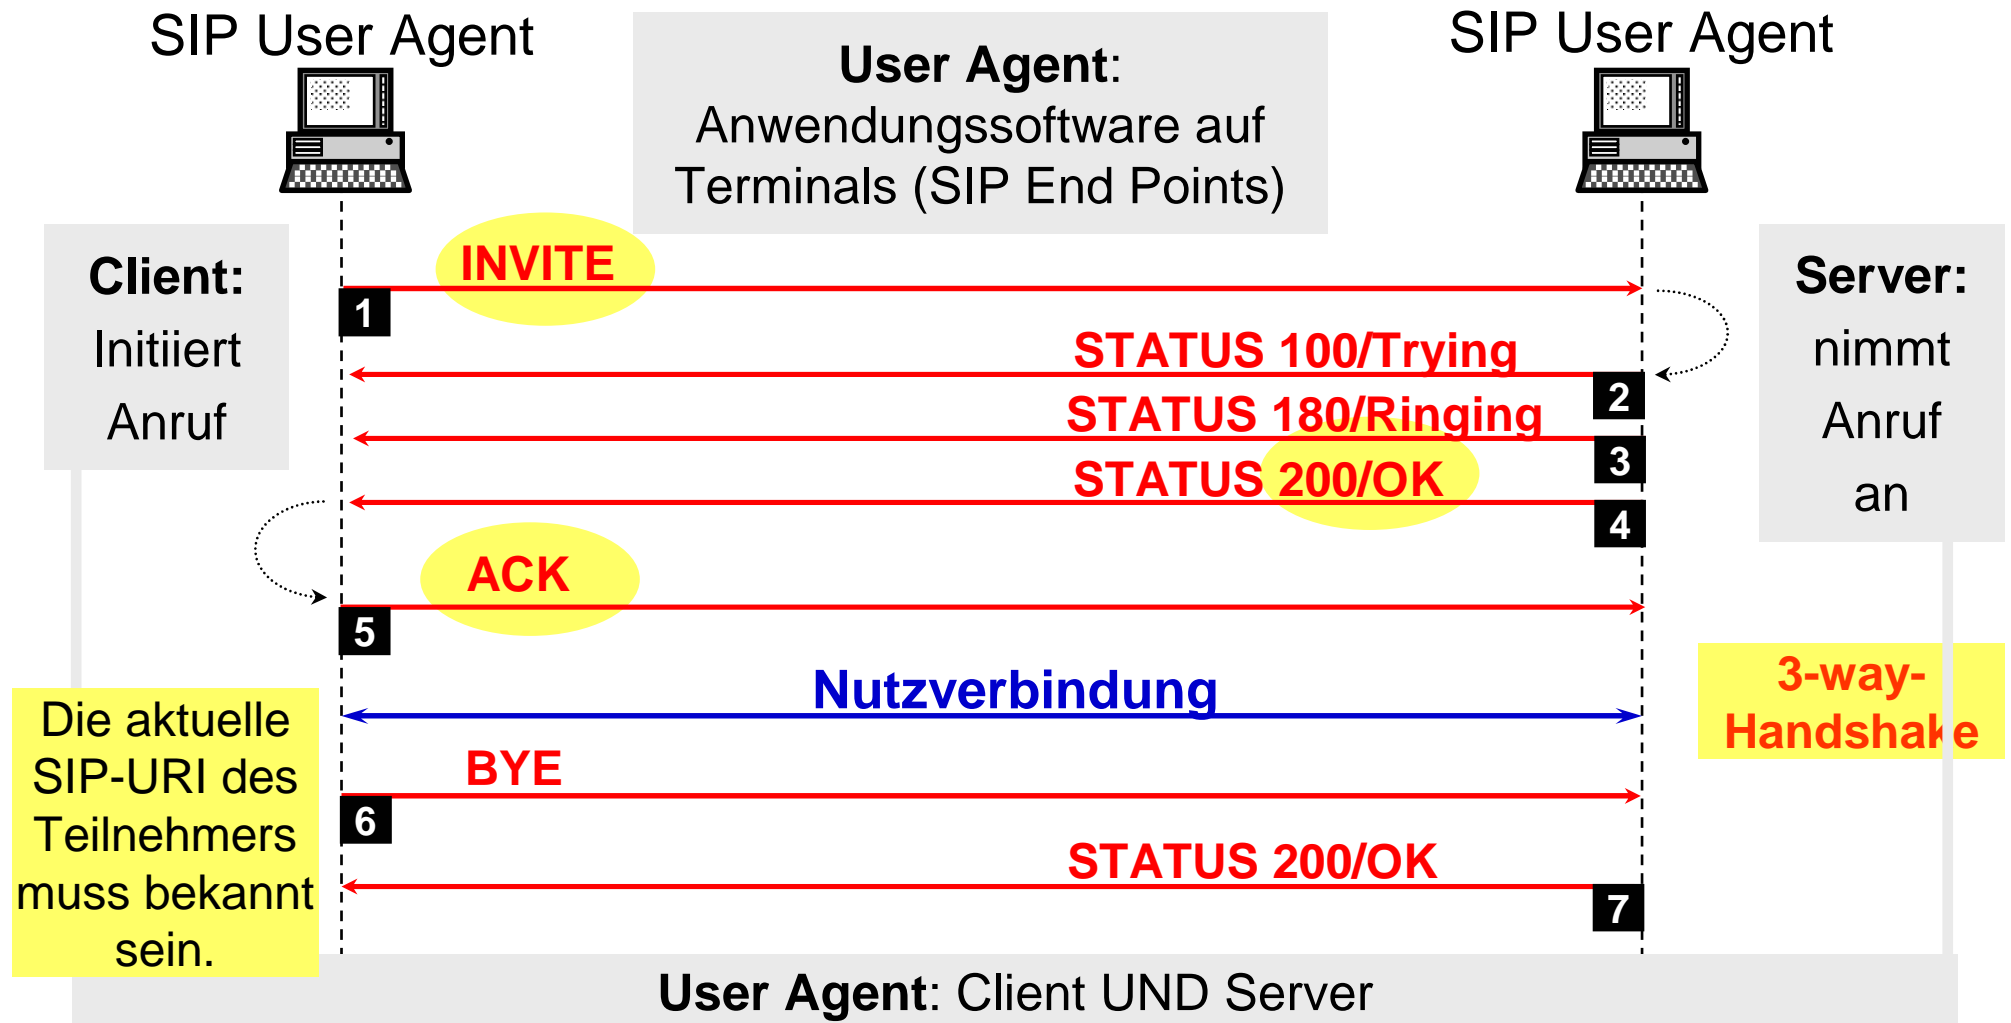 SIP User Agent
SIP User Agent
User Agent:
Anwendungssoftware auf
Terminals (SIP End Points)
Client:
Initiiert
Anruf
Server:
nimmt
Anruf
an
INVITE
1
STATUS 100/Trying
2
STATUS 180/Ringing
3
STATUS 200/OK
4
ACK
5
Nutzverbindung
3-way-
Handshake
Die aktuelle
SIP-URI des
Teilnehmers
muss bekannt
sein.
BYE
6
STATUS 200/OK
7
User Agent: Client UND Server